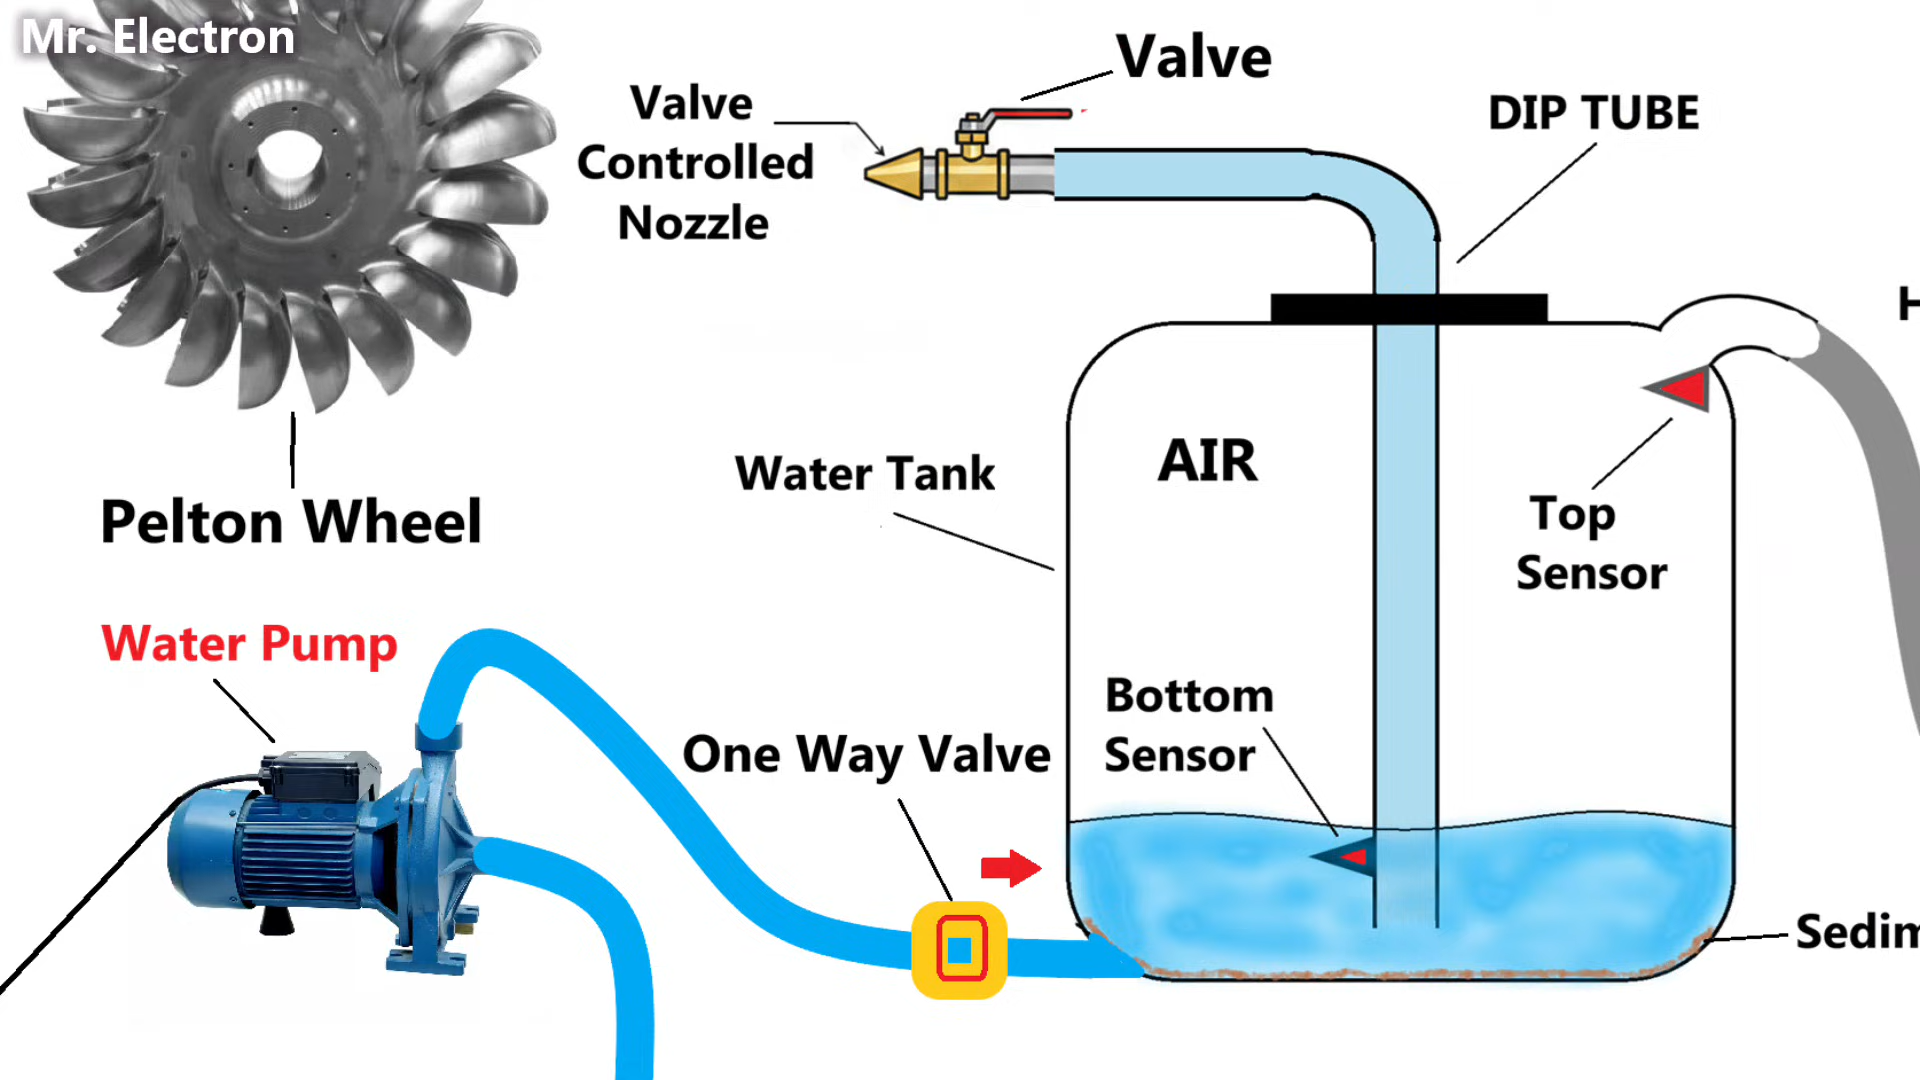 Mr. Electron
Valve
Valve
Controlled
Nozzle
DIP TUBE
H
AIR
Water Tank
Top
Sensor
Pelton Wheel
Water Pump
Bottom
Sensor
One Way Valve
Sedim